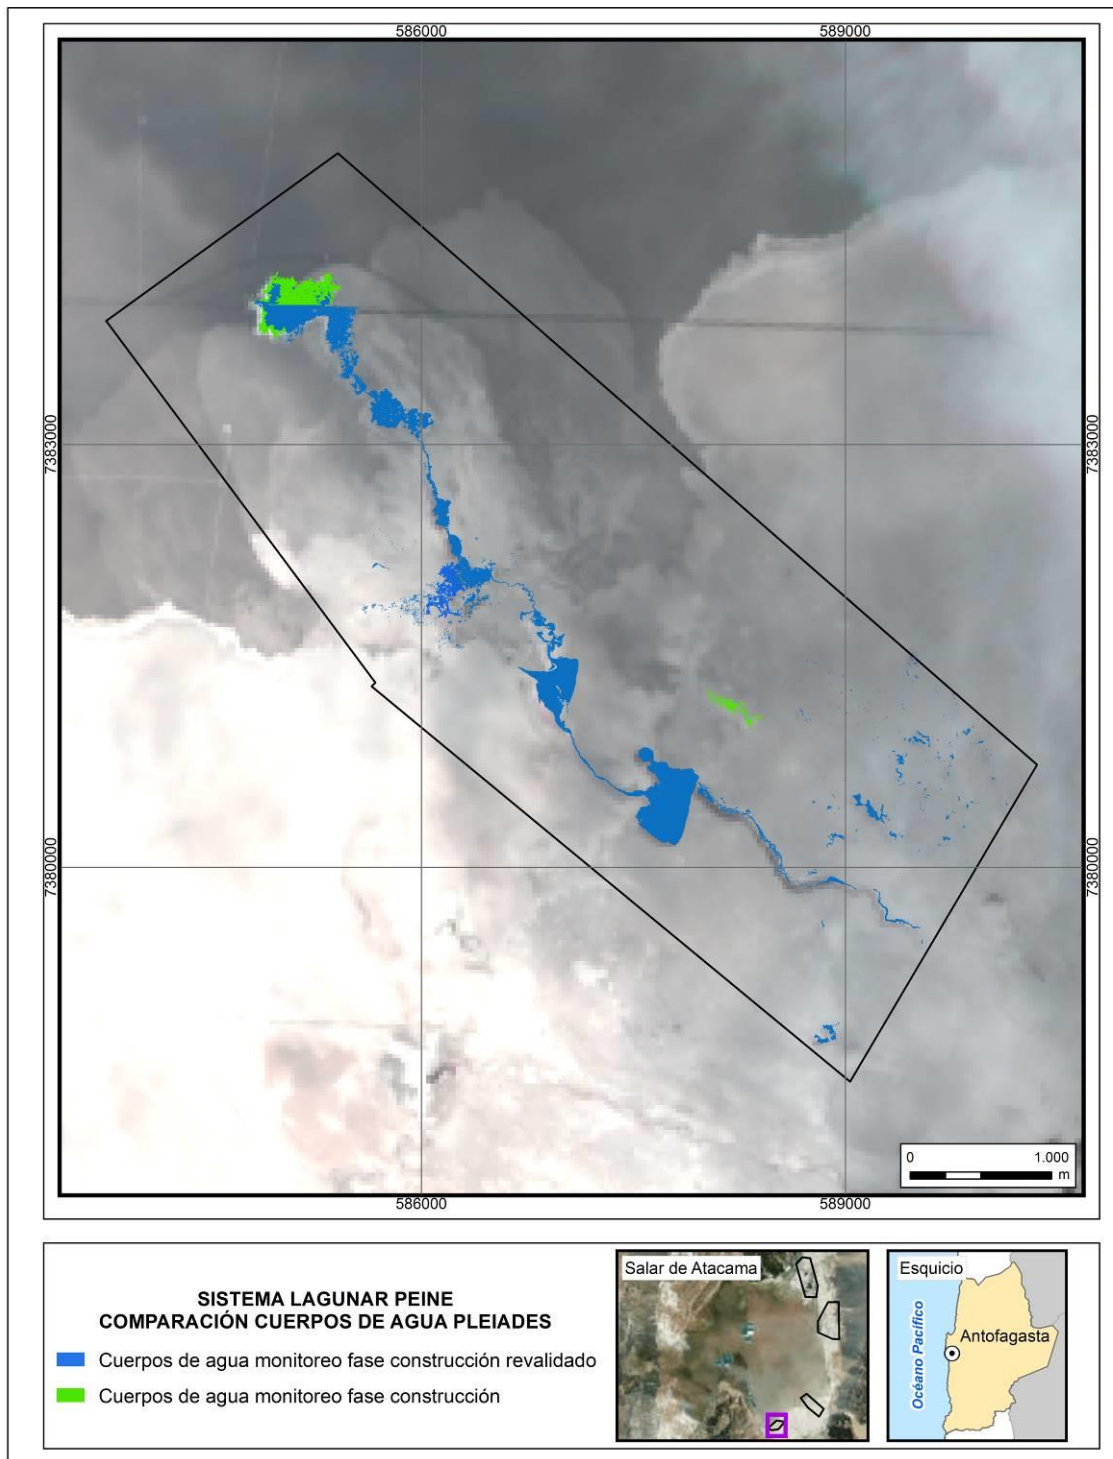 586000 589000
7383000 7383000
7380000 7380000
0 1.000
m
586000 589000
SISTEMA LAGUNAR PEINE
COMPARACIÓN CUERPOS DE AGUA PLEIADES
Cuerpos de agua monitoreo fase construcción revalidado
Cuerpos de agua monitoreo fase construcción
Salar de Atacama
Esquicio
Océano Pacífico
Antofagasta